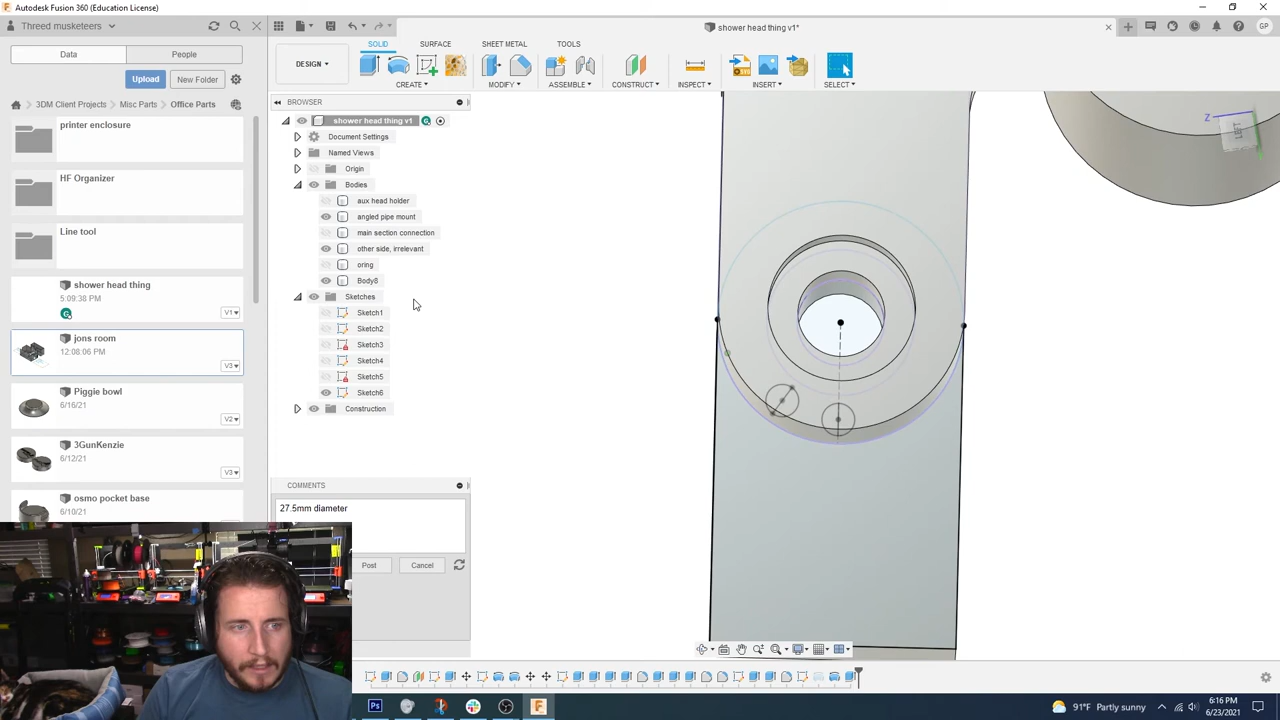 Autodesk Fusion 360 (Education License)
Threed musketeers
shower head thing v1*
GP
Data
People
Upload
New Folder
3DM Client Projects
Misc Parts
Office Parts
DESIGN
SOLID
SURFACE
SHEET METAL
TOOLS
CREATE
MODIFY
ASSEMBLE
CONSTRUCT
INSPECT
INSERT
SELECT
BROWSER
shower head thing v1
Document Settings
Named Views
Origin
Bodies
aux head holder
angled pipe mount
main section connection
other side, irrelevant
oring
Body8
Sketches
Sketch1
Sketch2
Sketch3
Sketch4
Sketch5
Sketch6
Construction
printer enclosure
HF Organizer
Line tool
shower head thing
5:09:38 PM
V1
jons room
12:08:06 PM
V3
Piggie bowl
6/16/21
V2
3GunKenzie
6/12/21
V3
osmo pocket base
6/10/21
V3
COMMENTS
27.5mm diameter
Post
Cancel
Z
LEFT
91°F Partly sunny
6:16 PM
6/23/2021